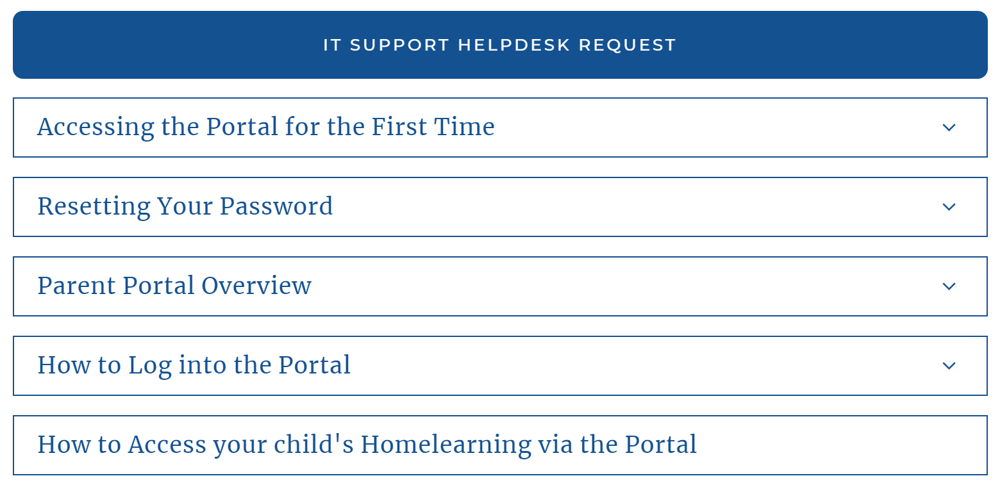 IT SUPPORT HELPDESK REQUEST
Accessing the Portal for the First Time
Resetting Your Password
Parent Portal Overview
How to Log into the Portal
How to Access your child's Homelearning via the Portal